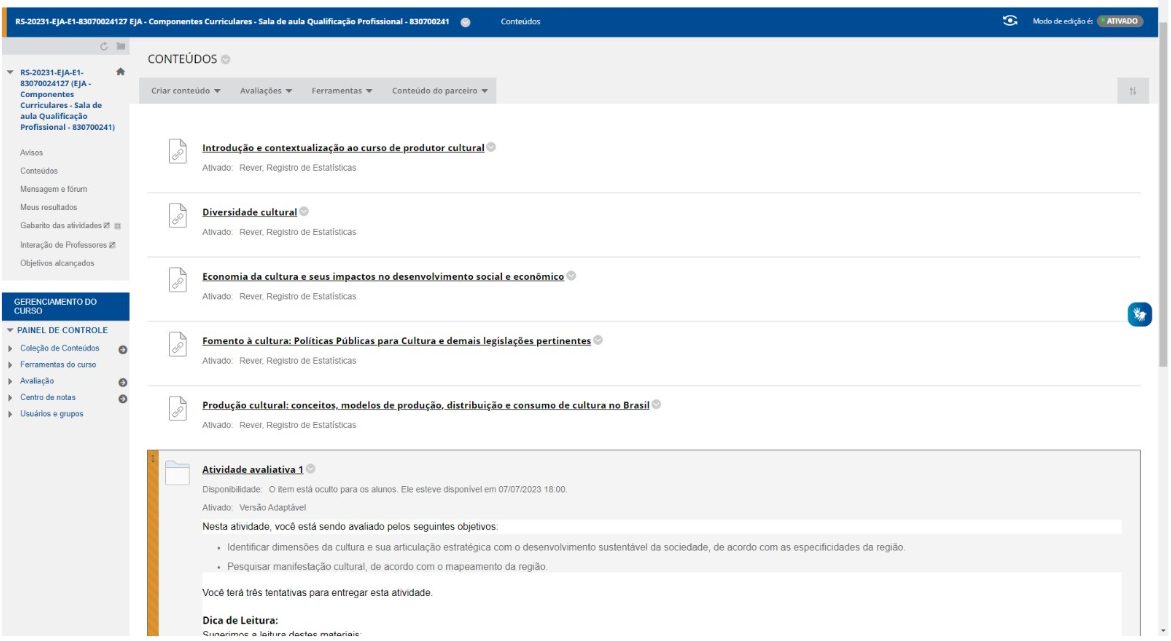 RS-20231-EJA-E1-83070024127 EJA - Componentes Curriculares - Sala de aula Qualificação Profissional - 830700241
Conteúdos
Modo de edição é: ATIVADO
RS-20231-EJA-E1-
83070024127 (EJA -
Componentes
Curriculares - Sala de
aula Qualificação
Profissional - 830700241)
Avisos
Conteúdos
Mensagem e fórum
Meus resultados
Gabarito das atividades
Interação de Professores
Objetivos alcançados
GERENCIAMENTO DO
CURSO
PAINEL DE CONTROLE
Coleção de Conteúdos
Ferramentas do curso
Avaliação
Centro de notas
Usuários e grupos
CONTEÚDOS
Criar conteúdo
Avaliações
Ferramentas
Conteúdo do parceiro
Introdução e contextualização ao curso de produtor cultural
Ativado: Rever, Registro de Estatísticas
Diversidade cultural
Ativado: Rever, Registro de Estatísticas
Economia da cultura e seus impactos no desenvolvimento social e econômico
Ativado: Rever, Registro de Estatísticas
Fomento à cultura: Políticas Públicas para Cultura e demais legislações pertinentes
Ativado: Rever, Registro de Estatísticas
Produção cultural: conceitos, modelos de produção, distribuição e consumo de cultura no Brasil
Ativado: Rever, Registro de Estatísticas
Atividade avaliativa 1
Disponibilidade: O item está oculto para os alunos. Ele esteve disponível em 07/07/2023 18:00.
Ativado: Versão Adaptável
Nesta atividade, você está sendo avaliado pelos seguintes objetivos:
• Identificar dimensões da cultura e sua articulação estratégica com o desenvolvimento sustentável da sociedade, de acordo com as especificidades da região.
• Pesquisar manifestação cultural, de acordo com o mapeamento da região.
Você terá três tentativas para entregar esta atividade.
Dica de Leitura:
Sugerimos a leitura destes materiais: